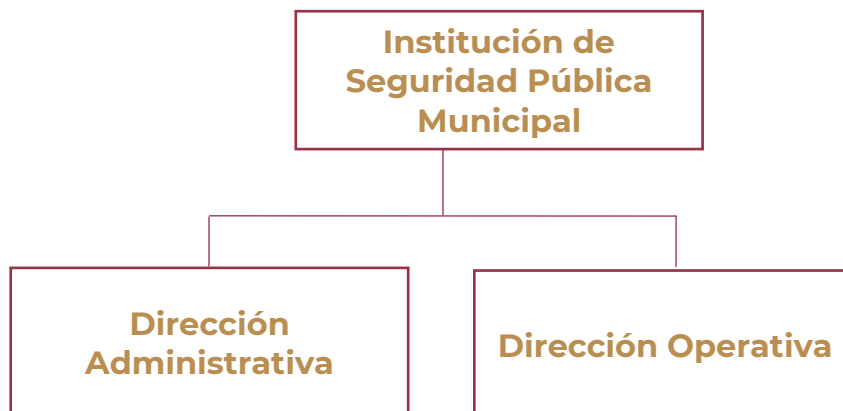 Institución de
Seguridad Pública
Municipal
Dirección
Administrativa
Dirección Operativa